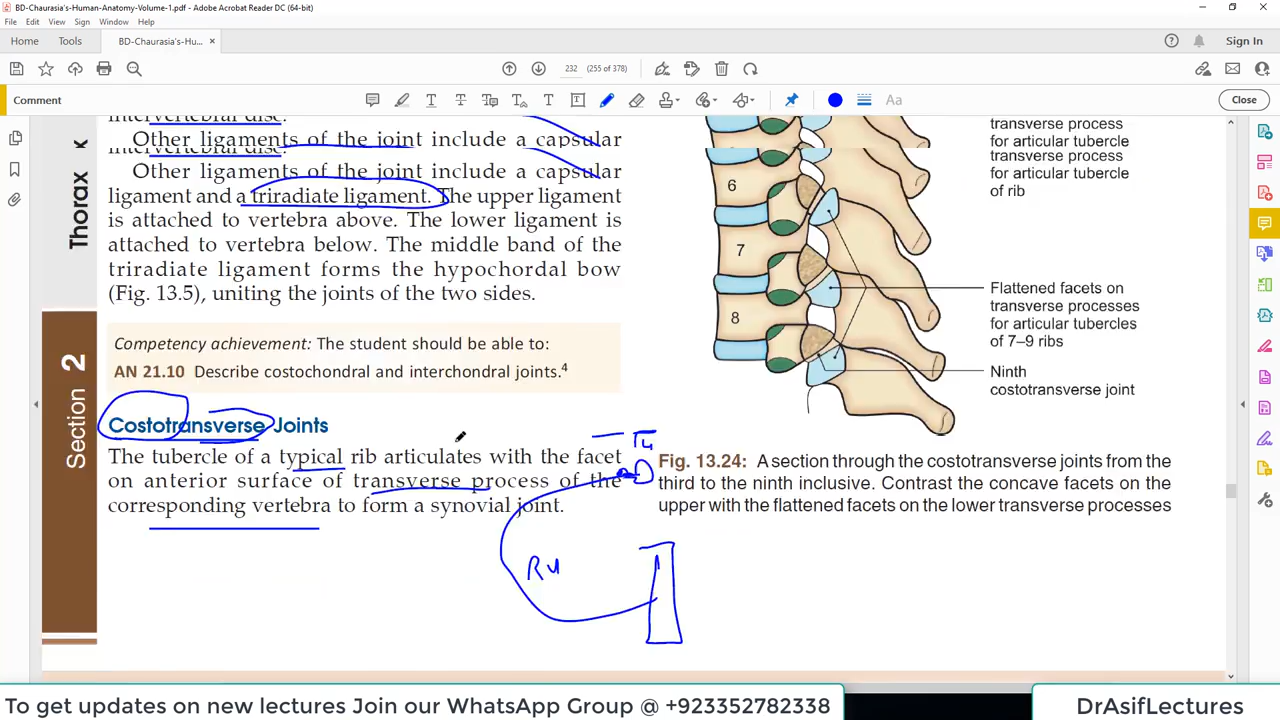 BD-Chaurasia's-Human-Anatomy-Volume-1.pdf - Adobe Acrobat Reader DC (64-bit)
File Edit View Sign Window Help
Home Tools BD-Chaurasia's-Hu... × Sign In
232 (255 of 378)
Comment Close
intervertebral disc.
Other ligaments of the joint include a capsular
Other ligaments of the joint include a capsular
ligament and a triradiate ligament. The upper ligament
is attached to vertebra above. The lower ligament is
attached to vertebra below. The middle band of the
triradiate ligament forms the hypochordal bow
(Fig. 13.5), uniting the joints of the two sides.
Competency achievement: The student should be able to:
AN 21.10 Describe costochondral and interchondral joints.4
Costotransverse Joints
The tubercle of a typical rib articulates with the facet
on anterior surface of transverse process of the
corresponding vertebra to form a synovial joint.
Thorax
Section 2
transverse process
for articular tubercle
transverse process
for articular tubercle
of rib
6
7
8
Flattened facets on
transverse processes
for articular tubercles
of 7–9 ribs
Ninth
costotransverse joint
T4
R4
Fig. 13.24: A section through the costotransverse joints from the
third to the ninth inclusive. Contrast the concave facets on the
upper with the flattened facets on the lower transverse processes
To get updates on new lectures Join our WhatsApp Group @ +923352782338
DrAsifLectures